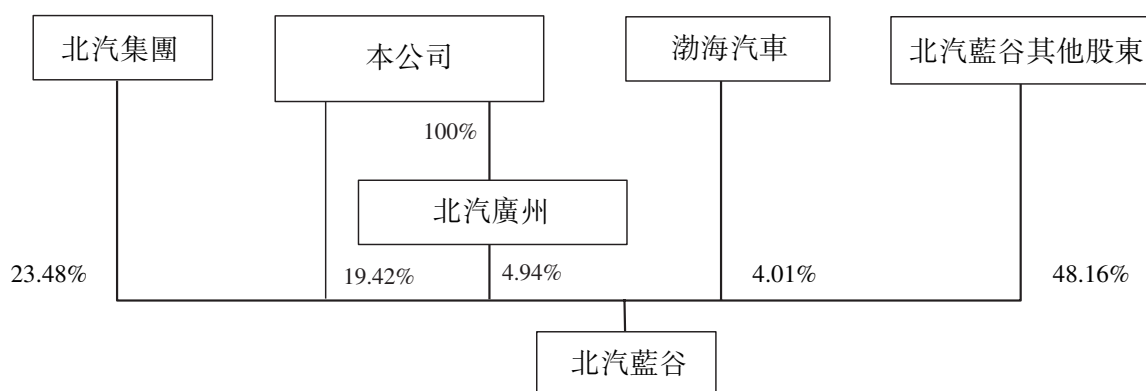 北汽集團
本公司
渤海汽車
北汽藍谷其他股東
100%
北汽廣州
23.48%
19.42%
4.94%
4.01%
48.16%
北汽藍谷